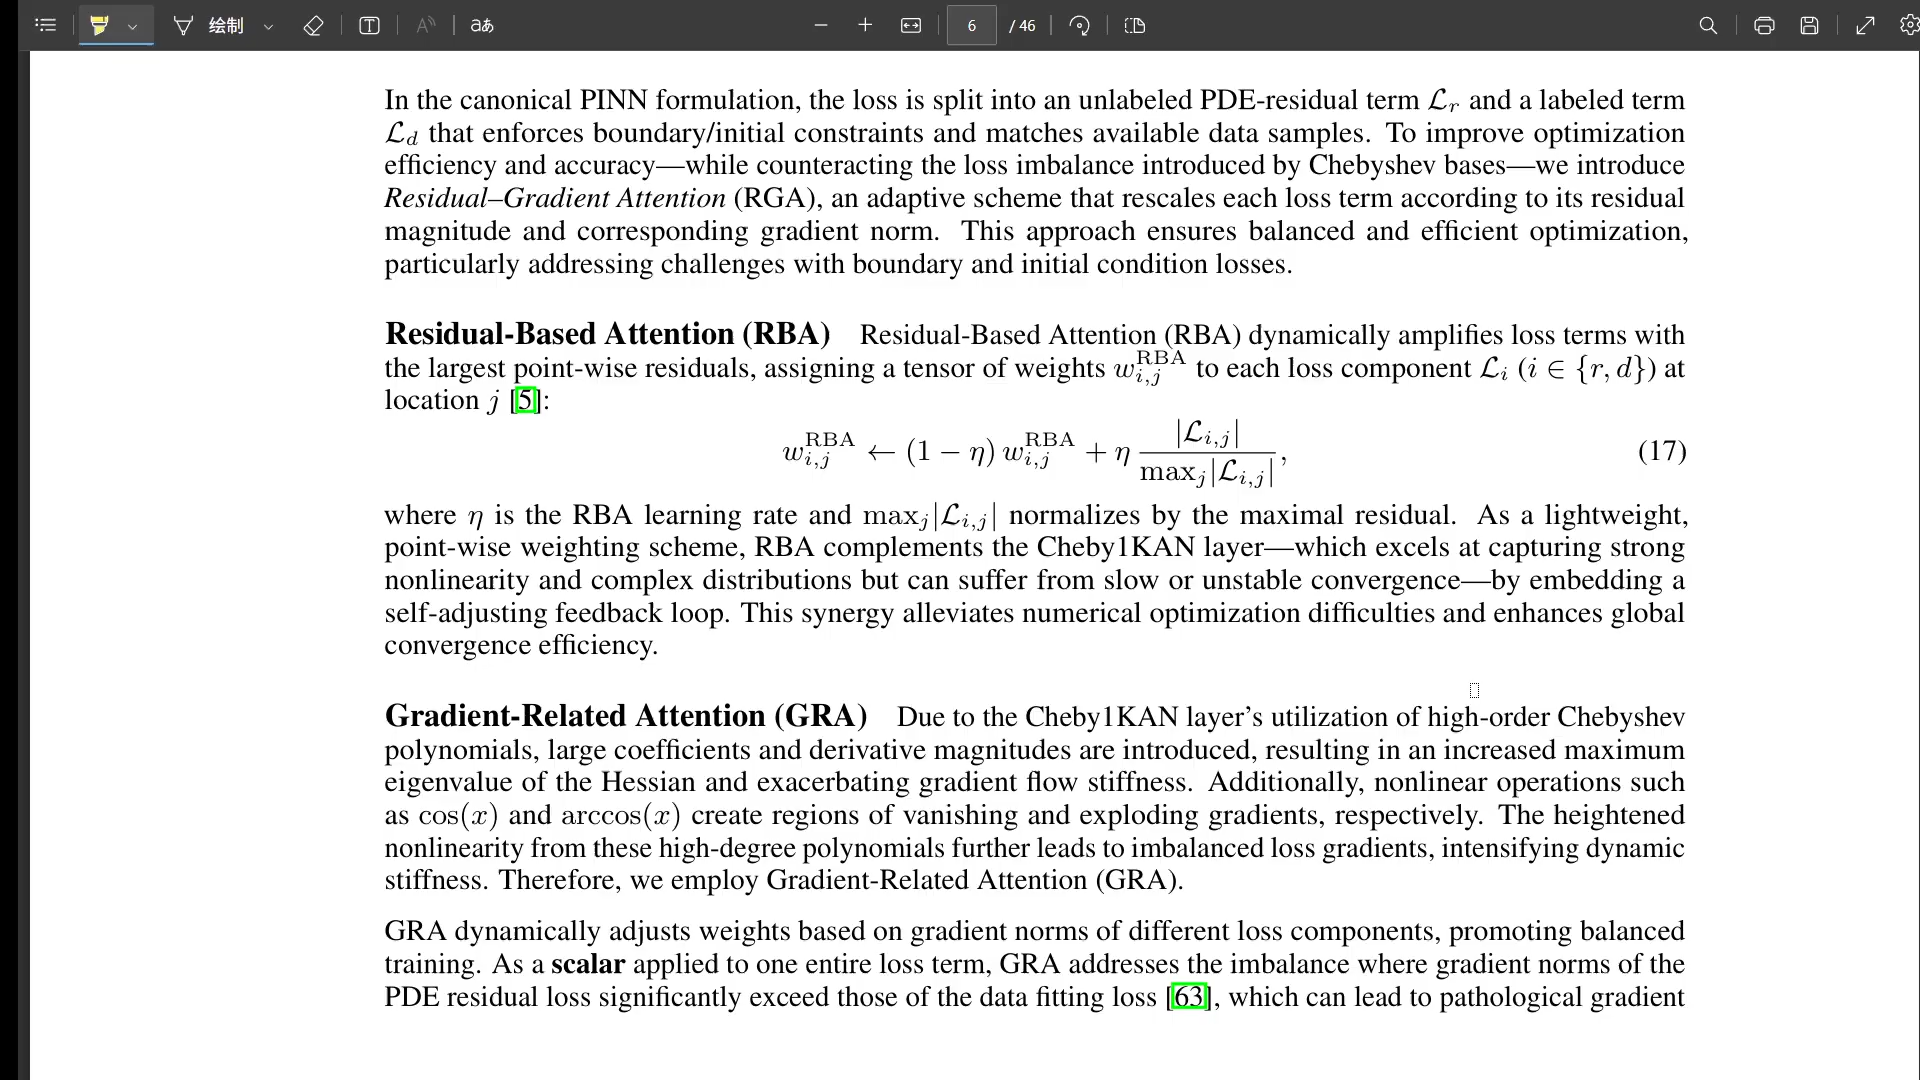 绘制 aあ 6 / 46
In the canonical PINN formulation, the loss is split into an unlabeled PDE-residual term ℒᵣ and a labeled term
ℒ_d that enforces boundary/initial constraints and matches available data samples. To improve optimization
efficiency and accuracy—while counteracting the loss imbalance introduced by Chebyshev bases—we introduce
Residual–Gradient Attention (RGA), an adaptive scheme that rescales each loss term according to its residual
magnitude and corresponding gradient norm. This approach ensures balanced and efficient optimization,
particularly addressing challenges with boundary and initial condition losses.
Residual-Based Attention (RBA) Residual-Based Attention (RBA) dynamically amplifies loss terms with
the largest point-wise residuals, assigning a tensor of weights w_{i,j}^{RBA} to each loss component ℒ_i (i ∈ {r, d}) at
location j [5]:
w_{i,j}^{RBA} ← (1 − η) w_{i,j}^{RBA} + η |ℒ_{i,j}| / max_j|ℒ_{i,j}|, (17)
where η is the RBA learning rate and max_j|ℒ_{i,j}| normalizes by the maximal residual. As a lightweight,
point-wise weighting scheme, RBA complements the Cheby1KAN layer—which excels at capturing strong
nonlinearity and complex distributions but can suffer from slow or unstable convergence—by embedding a
self-adjusting feedback loop. This synergy alleviates numerical optimization difficulties and enhances global
convergence efficiency.
Gradient-Related Attention (GRA) Due to the Cheby1KAN layer's utilization of high-order Chebyshev
polynomials, large coefficients and derivative magnitudes are introduced, resulting in an increased maximum
eigenvalue of the Hessian and exacerbating gradient flow stiffness. Additionally, nonlinear operations such
as cos(x) and arccos(x) create regions of vanishing and exploding gradients, respectively. The heightened
nonlinearity from these high-degree polynomials further leads to imbalanced loss gradients, intensifying dynamic
stiffness. Therefore, we employ Gradient-Related Attention (GRA).
GRA dynamically adjusts weights based on gradient norms of different loss components, promoting balanced
training. As a scalar applied to one entire loss term, GRA addresses the imbalance where gradient norms of the
PDE residual loss significantly exceed those of the data fitting loss [63], which can lead to pathological gradient